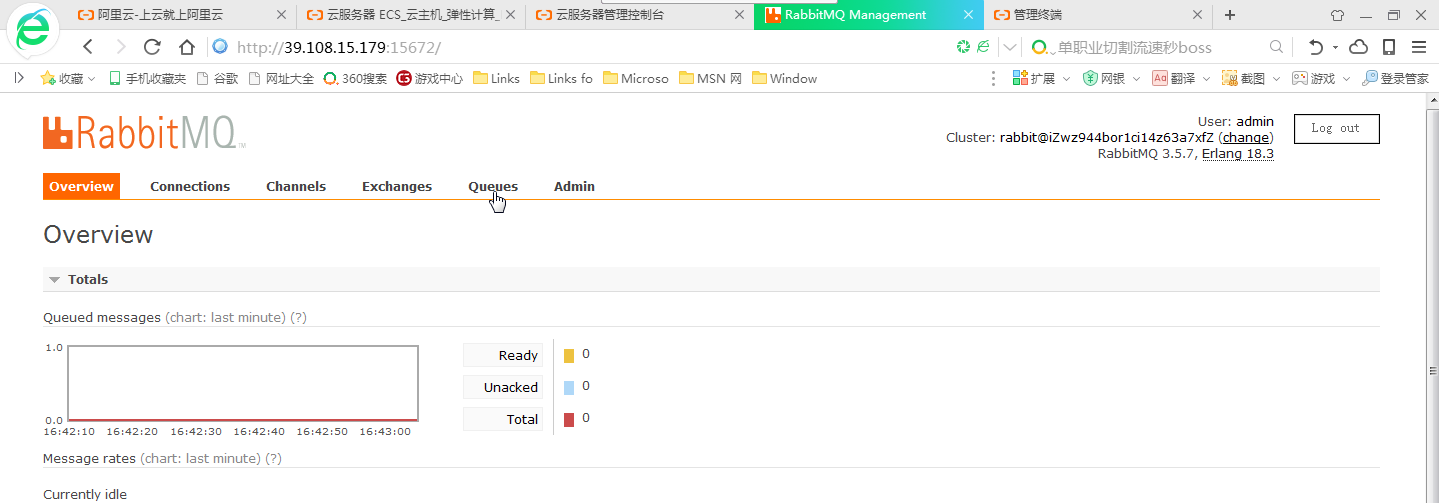 阿里云-上云就上阿里云
云服务器 ECS_云主机_弹性计算_
云服务器管理控制台
RabbitMQ Management
管理终端
http://39.108.15.179:15672/
单职业切割流速秒boss
收藏 手机收藏夹 谷歌 网址大全 360搜索 游戏中心 Links Links fo Microso MSN 网 Window
扩展 网银 翻译 截图 游戏 登录管家
RabbitMQ TM
User: admin
Cluster: rabbit@iZwz944bor1ci14z63a7xfZ (change)
RabbitMQ 3.5.7, Erlang 18.3
Log out
Overview Connections Channels Exchanges Queues Admin
Overview
Totals
Queued messages (chart: last minute) (?)
1.0
0.0
16:42:10 16:42:20 16:42:30 16:42:40 16:42:50 16:43:00
Ready 0
Unacked 0
Total 0
Message rates (chart: last minute) (?)
Currently idle